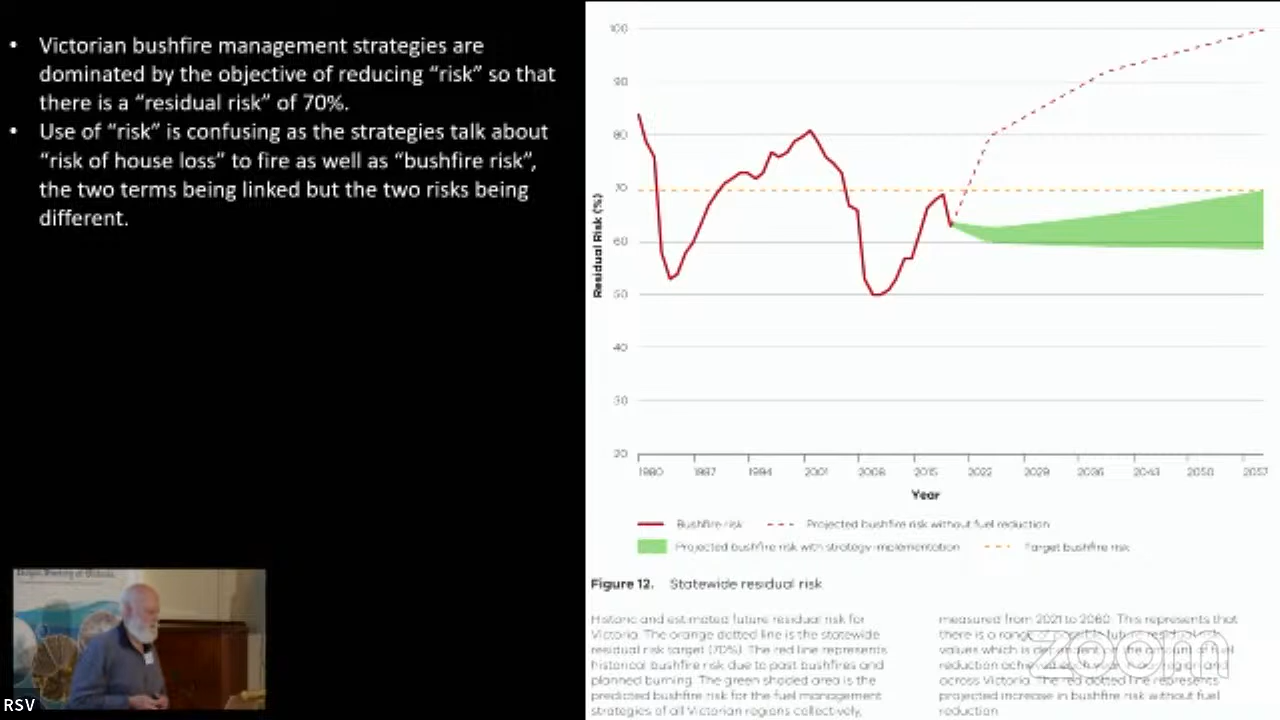 • Victorian bushfire management strategies are
dominated by the objective of reducing “risk” so that
there is a “residual risk” of 70%.
• Use of “risk” is confusing as the strategies talk about
“risk of house loss” to fire as well as “bushfire risk”,
the two terms being linked but the two risks being
different.
100
90
80
70
60
50
40
30
20
Residual Risk (%)
1980 1987 1994 2001 2008 2015 2022 2029 2036 2043 2050 2057
Year
Bushfire risk
Projected bushfire risk without fuel reduction
Projected bushfire risk with strategy implementation
Target bushfire risk
Figure 12. Statewide residual risk
Historic and estimated future residual risk for
Victoria. The orange dotted line is the statewide
residual risk target (70%). The red line represents
historical bushfire risk due to past bushfires and
planned burning. The green shaded area is the
predicted bushfire risk for the fuel management
strategies of all Victorian regions collectively,
measured from 2021 to 2060. This represents that
there is a range
values which is
reduction
across Victoria. The red dotted line represents
projected increase in bushfire risk without fuel
reduction
zoom
RSV